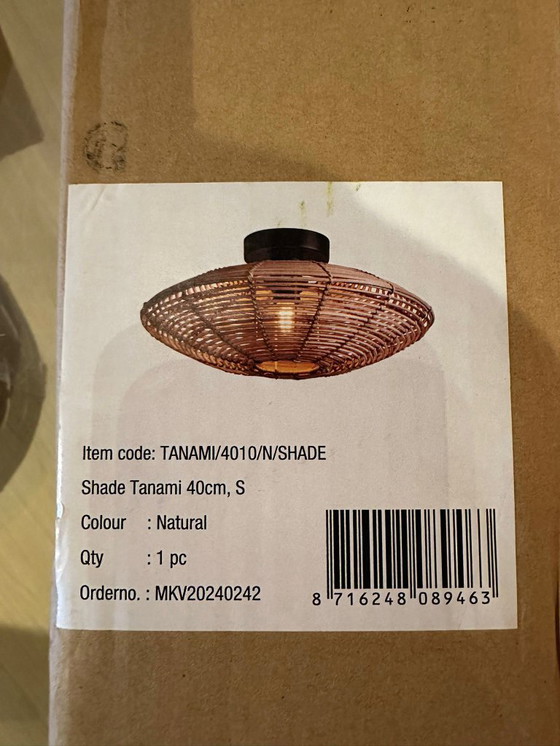 Item code: TANAMI/4010/N/SHADE
Shade Tanami 40cm, S
Colour : Natural
Qty : 1 pc
Orderno. : MKV20240242
8 716248 089463